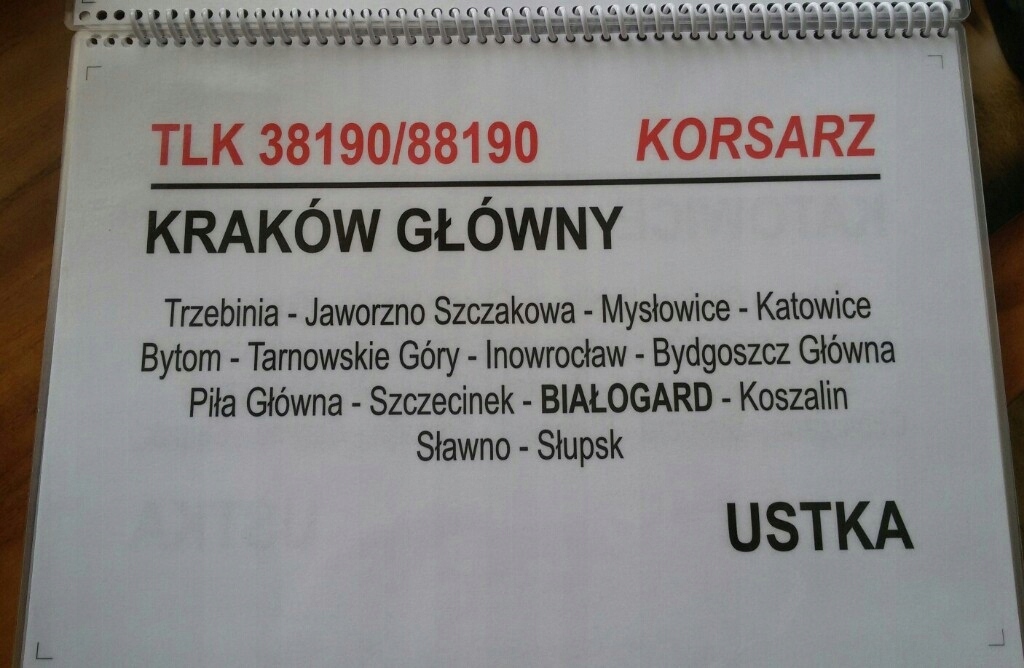 TLK 38190/88190 KORSARZ
KRAKÓW GŁÓWNY
Trzebinia - Jaworzno Szczakowa - Mysłowice - Katowice
Bytom - Tarnowskie Góry - Inowrocław - Bydgoszcz Główna
Piła Główna - Szczecinek - BIAŁOGARD - Koszalin
Sławno - Słupsk
USTKA